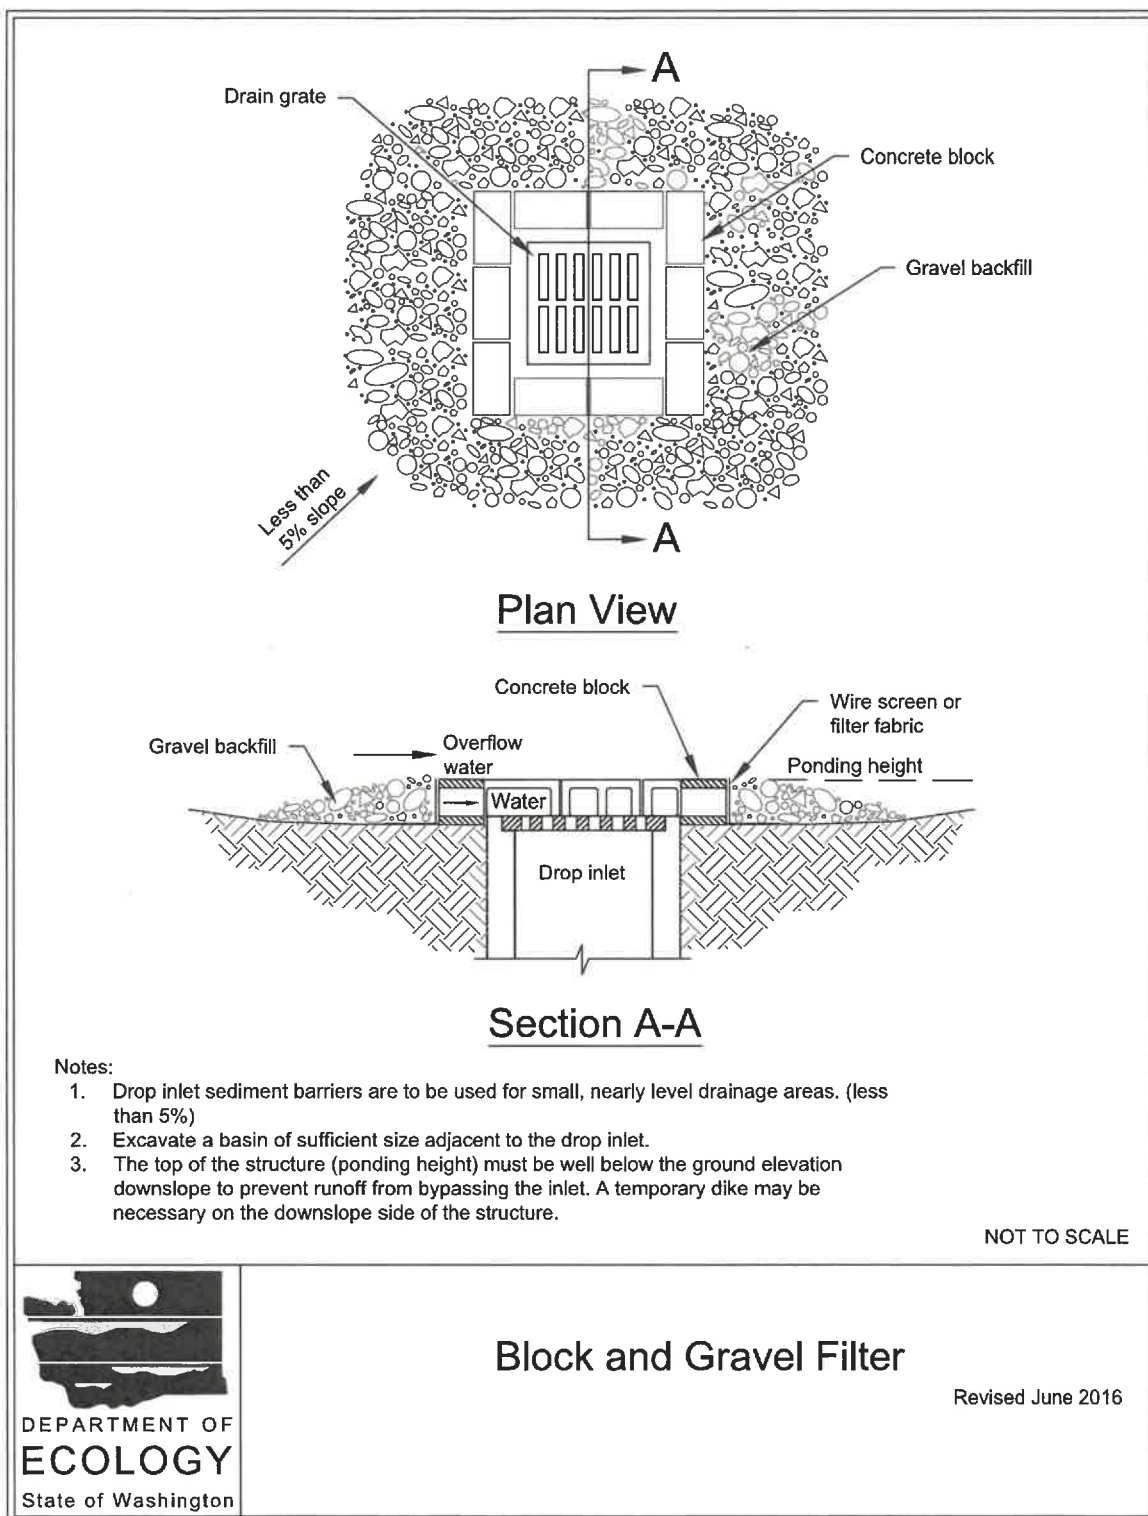 A
Drain grate
Concrete block
Gravel backfill
Less than
5% slope
A
Plan View
Concrete block
Wire screen or
filter fabric
Gravel backfill
Overflow
water
Ponding height
Water
Drop inlet
Section A-A
Notes:
1. Drop inlet sediment barriers are to be used for small, nearly level drainage areas. (less
than 5%)
2. Excavate a basin of sufficient size adjacent to the drop inlet.
3. The top of the structure (ponding height) must be well below the ground elevation
downslope to prevent runoff from bypassing the inlet. A temporary dike may be
necessary on the downslope side of the structure.
NOT TO SCALE
Block and Gravel Filter
Revised June 2016
DEPARTMENT OF
ECOLOGY
State of Washington